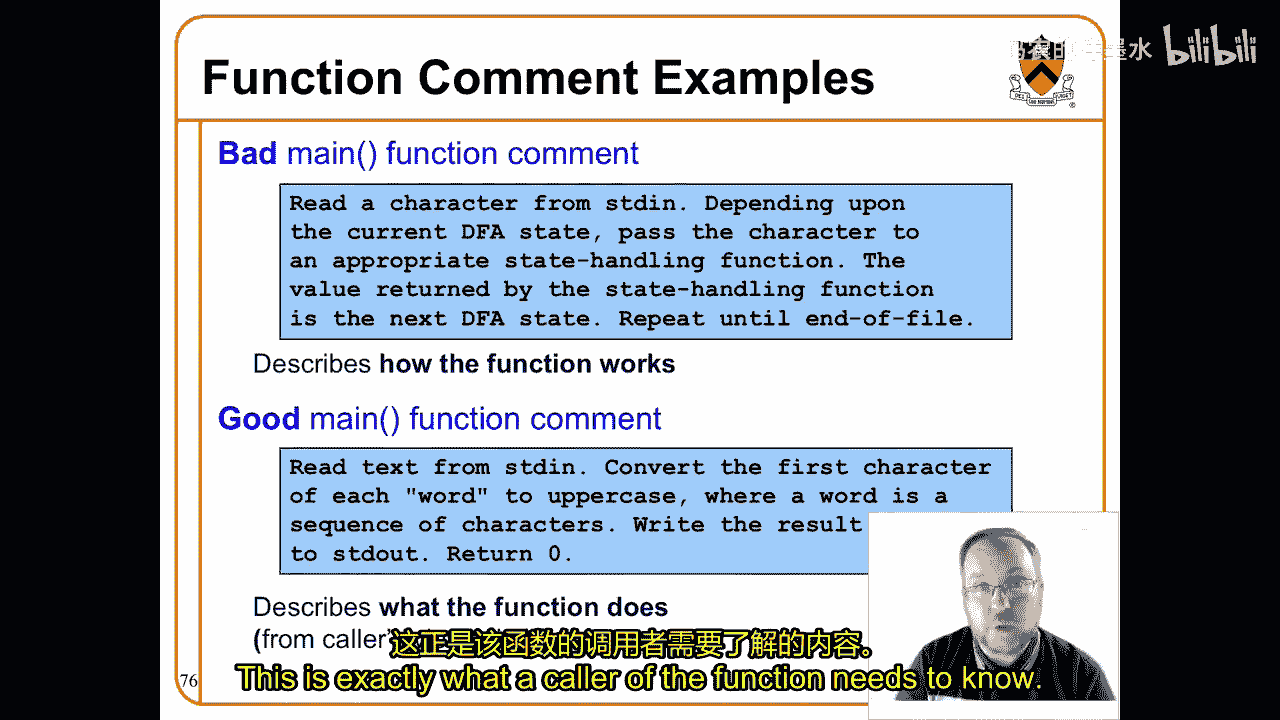 Function Comment Examples
bilibili
Bad main() function comment
Read a character from stdin. Depending upon
the current DFA state, pass the character to
an appropriate state-handling function. The
value returned by the state-handling function
is the next DFA state. Repeat until end-of-file.
Describes how the function works
Good main() function comment
Read text from stdin. Convert the first character
of each "word" to uppercase, where a word is a
sequence of characters. Write the result
to stdout. Return 0.
Describes what the function does
(from caller'
这正是该函数的调用者需要了解的内容。
76
This is exactly what a caller of the function needs to know.